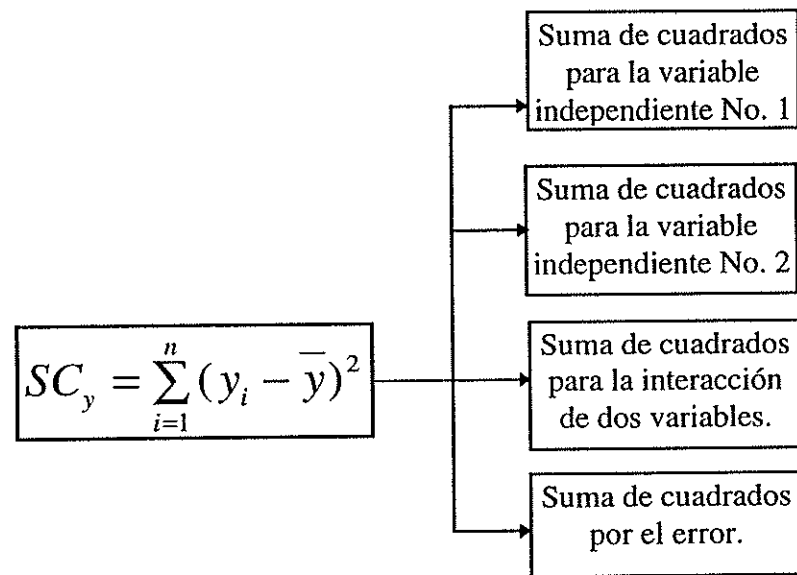 Suma de cuadrados
para la variable
independiente No. 1
Suma de cuadrados
para la variable
independiente No. 2
SC_y = \sum_{i=1}^{n} (y_i - \overline{y})^2
Suma de cuadrados
para la interacción
de dos variables.
Suma de cuadrados
por el error.